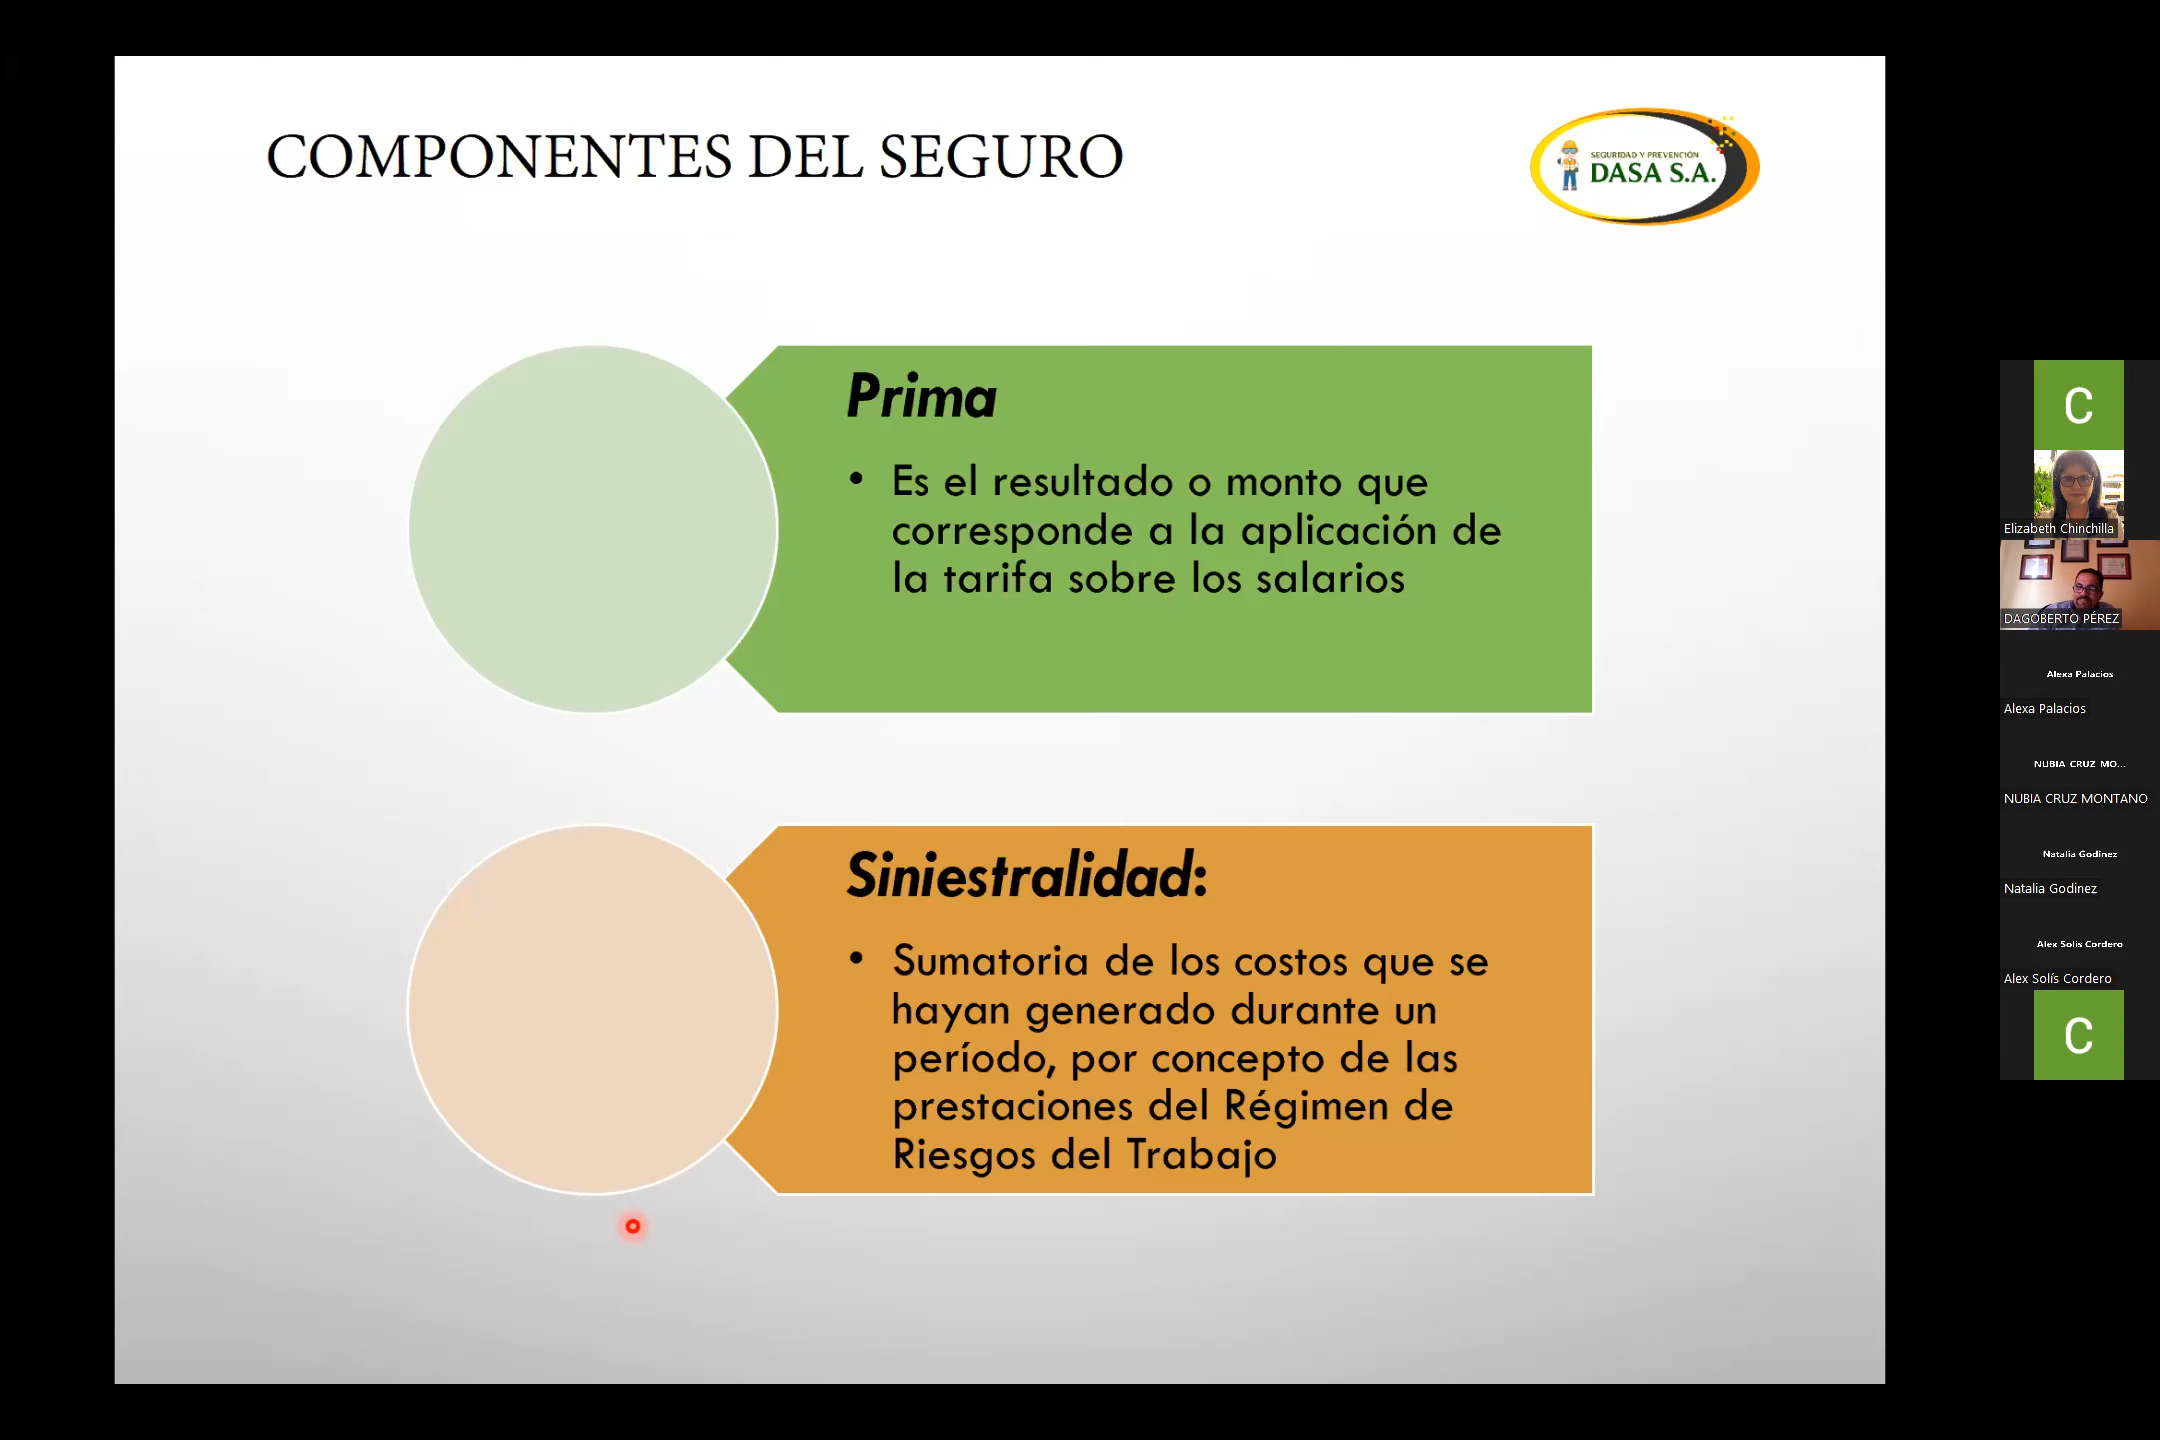 COMPONENTES DEL SEGURO
SEGURIDAD Y PREVENCIÓN
DASA S.A.
Prima
• Es el resultado o monto que
corresponde a la aplicación de
la tarifa sobre los salarios
Siniestralidad:
• Sumatoria de los costos que se
hayan generado durante un
período, por concepto de las
prestaciones del Régimen de
Riesgos del Trabajo
C
Elizabeth Chinchilla
DAGOBERTO PÉREZ
Alexa Palacios
Alexa Palacios
NUBIA CRUZ MO...
NUBIA CRUZ MONTANO
Natalia Godinez
Natalia Godinez
Alex Solís Cordero
Alex Solís Cordero
C